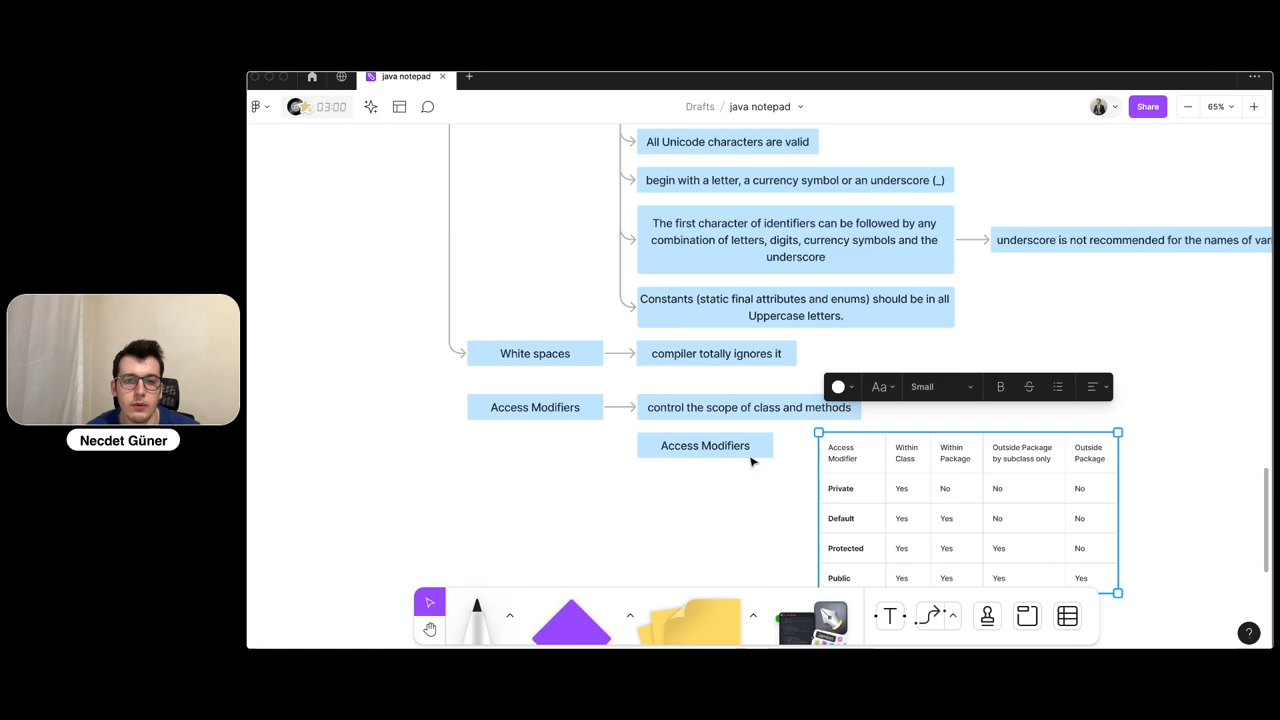 java notepad
03:00
Drafts / java notepad
Share
65%
All Unicode characters are valid
begin with a letter, a currency symbol or an underscore (_)
The first character of identifiers can be followed by any
combination of letters, digits, currency symbols and the
underscore
underscore is not recommended for the names of var
Constants (static final attributes and enums) should be in all
Uppercase letters.
White spaces
compiler totally ignores it
Aa
Small
B
S
Access Modifiers
control the scope of class and methods
Access Modifiers
Access Modifier
Within Class
Within Package
Outside Package by subclass only
Outside Package
Private Yes No No No
Default Yes Yes No No
Protected Yes Yes Yes No
Public Yes Yes Yes Yes
T
?
Necdet Güner